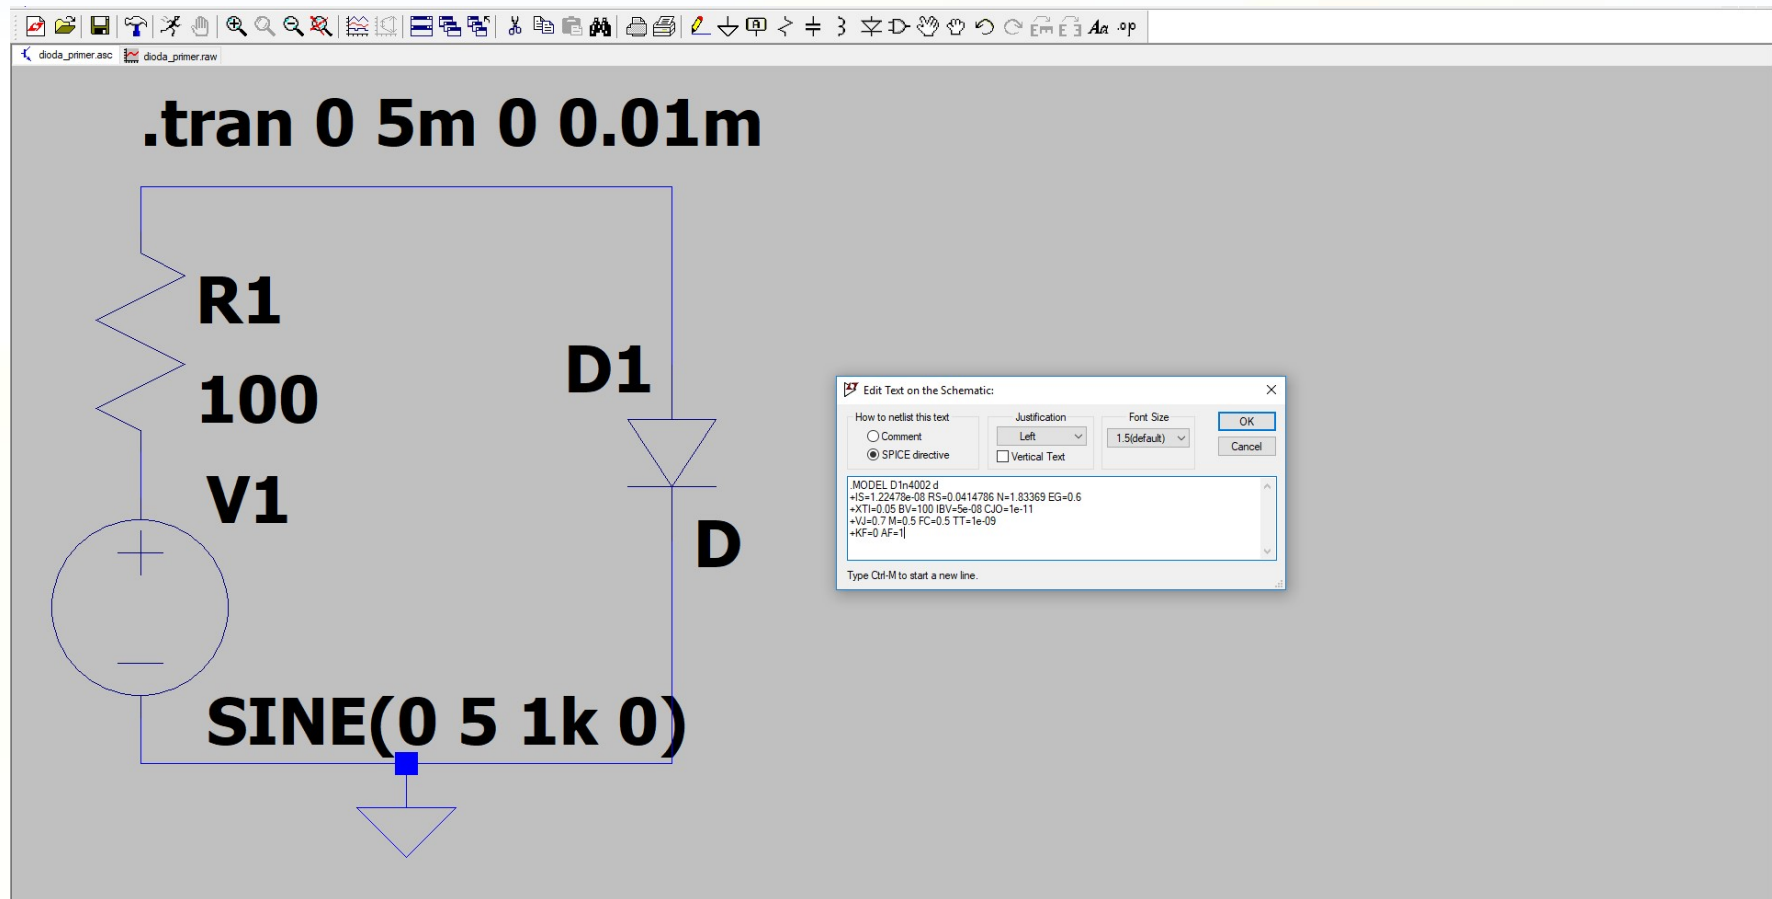 Aa .op
dioda_primer.asc dioda_primer.raw
.tran 0 5m 0 0.01m
R1
100
V1
SINE(0 5 1k 0)
D1
D
Edit Text on the Schematic:
How to netlist this text
Comment
SPICE directive
Justification
Left
Vertical Text
Font Size
1.5(default)
OK
Cancel
.MODEL D1n4002 d
+IS=1.22478e-08 RS=0.0414786 N=1.83369 EG=0.6
+XTI=0.05 BV=100 IBV=5e-08 CJO=1e-11
+VJ=0.7 M=0.5 FC=0.5 TT=1e-09
+KF=0 AF=1
Type Ctrl-M to start a new line.